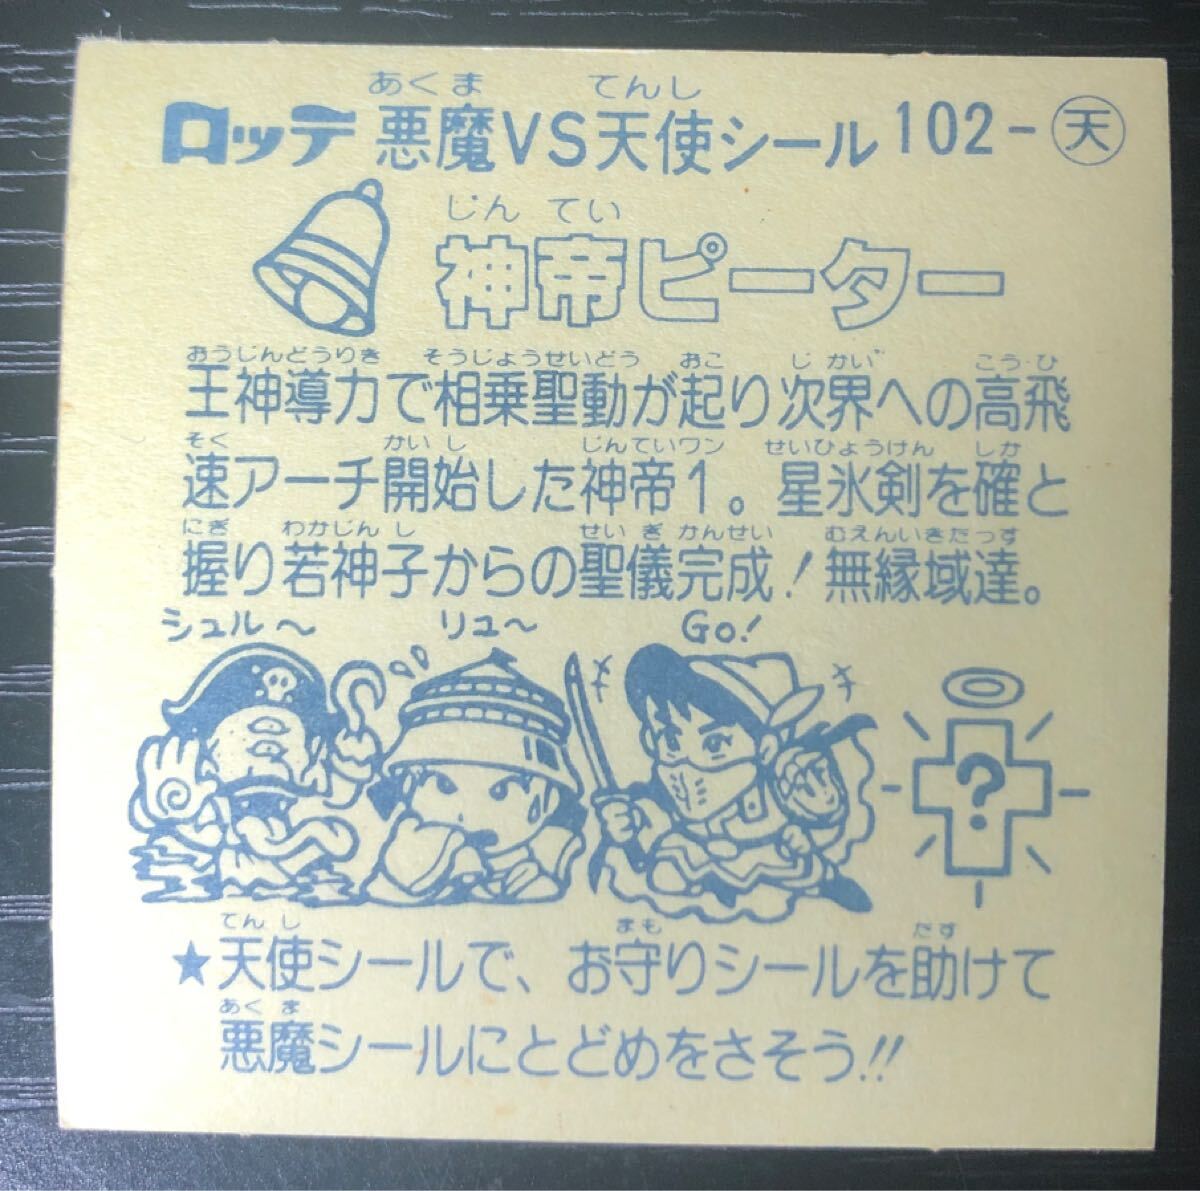 あくま てんし
ロッテ 悪魔VS天使シール 102-天
じん てい
神帝ピーター
おうじんどうりき そうじょうせいどう おこ じ かい こう・ひ
王神導力で相乗聖動が起り次界への高飛
そく かい し じんていワン せいひょうけん しか
速アーチ開始した神帝1。星氷剣を確と
にぎ わかじん し せい ぎ かんせい むえんいきたっす
握り若神子からの聖儀完成!無縁域達。
シュル〜 リュ〜 Go!
?
てん し まも たす
★天使シールで、お守りシールを助けて
あく ま
悪魔シールにとどめをさそう!!